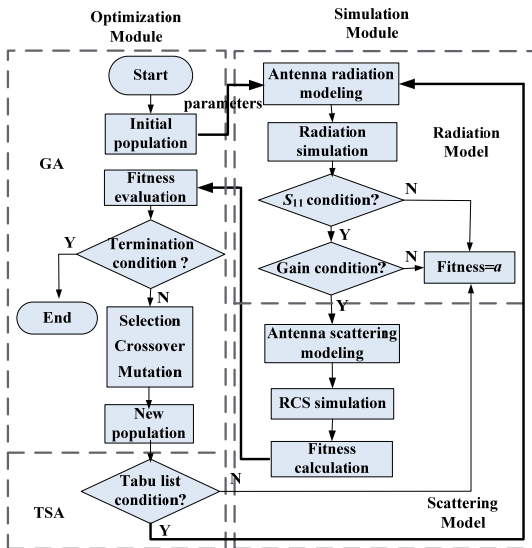 Optimization
Module
Simulation
Module
Start
parameters
Initial
population
GA
Fitness
evaluation
Y
Termination
condition ?
N
End
Selection
Crossover
Mutation
New
population
Tabu list
condition?
N
TSA
Y
Antenna radiation
modeling
Radiation
simulation
Radiation
Model
S11 condition?
N
Y
Gain condition?
N
Fitness=a
Y
Antenna scattering
modeling
RCS simulation
Fitness
calculation
Scattering
Model